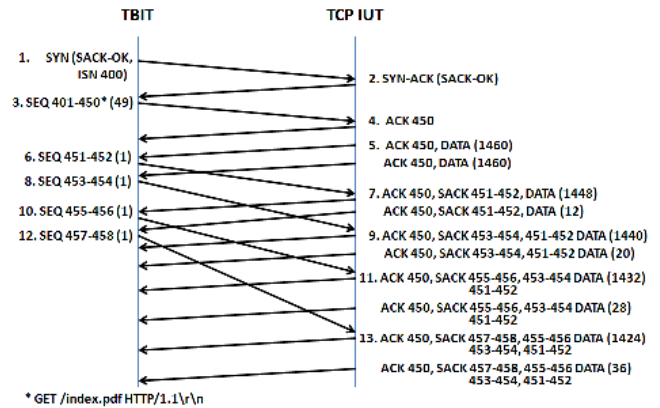 TBIT
TCP IUT
1. SYN (SACK-OK,
ISN 400)
2. SYN-ACK (SACK-OK)
3. SEQ 401-450* (49)
4. ACK 450
5. ACK 450, DATA (1460)
ACK 450, DATA (1460)
6. SEQ 451-452 (1)
7. ACK 450, SACK 451-452, DATA (1448)
ACK 450, SACK 451-452, DATA (12)
8. SEQ 453-454 (1)
9. ACK 450, SACK 453-454, 451-452 DATA (1440)
ACK 450, SACK 453-454, 451-452 DATA (20)
10. SEQ 455-456 (1)
11. ACK 450, SACK 455-456, 453-454 DATA (1432)
451-452
ACK 450, SACK 455-456, 453-454 DATA (28)
451-452
12. SEQ 457-458 (1)
13. ACK 450, SACK 457-458, 455-456 DATA (1424)
453-454, 451-452
ACK 450, SACK 457-458, 455-456 DATA (36)
453-454, 451-452
* GET /index.pdf HTTP/1.1\r\n